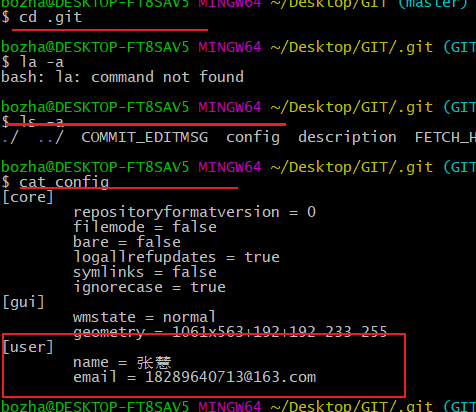 bozha@DESKTOP-FT8SAV5 MINGW64 ~/Desktop/GIT (master)
$ cd .git
bozha@DESKTOP-FT8SAV5 MINGW64 ~/Desktop/GIT/.git (GIT
$ la -a
bash: la: command not found
bozha@DESKTOP-FT8SAV5 MINGW64 ~/Desktop/GIT/.git (GIT
$ ls -a
./  ../  COMMIT_EDITMSG  config  description  FETCH_H
bozha@DESKTOP-FT8SAV5 MINGW64 ~/Desktop/GIT/.git (GIT
$ cat config
[core]
repositoryformatversion = 0
filemode = false
bare = false
logallrefupdates = true
symlinks = false
ignorecase = true
[gui]
wmstate = normal
geometry = 1061x563+192+192 233 255
[user]
name = 张慧
email = 18289640713@163.com
bozha@DESKTOP-FT8SAV5 MINGW64 ~/Desktop/GIT/.git (GIT